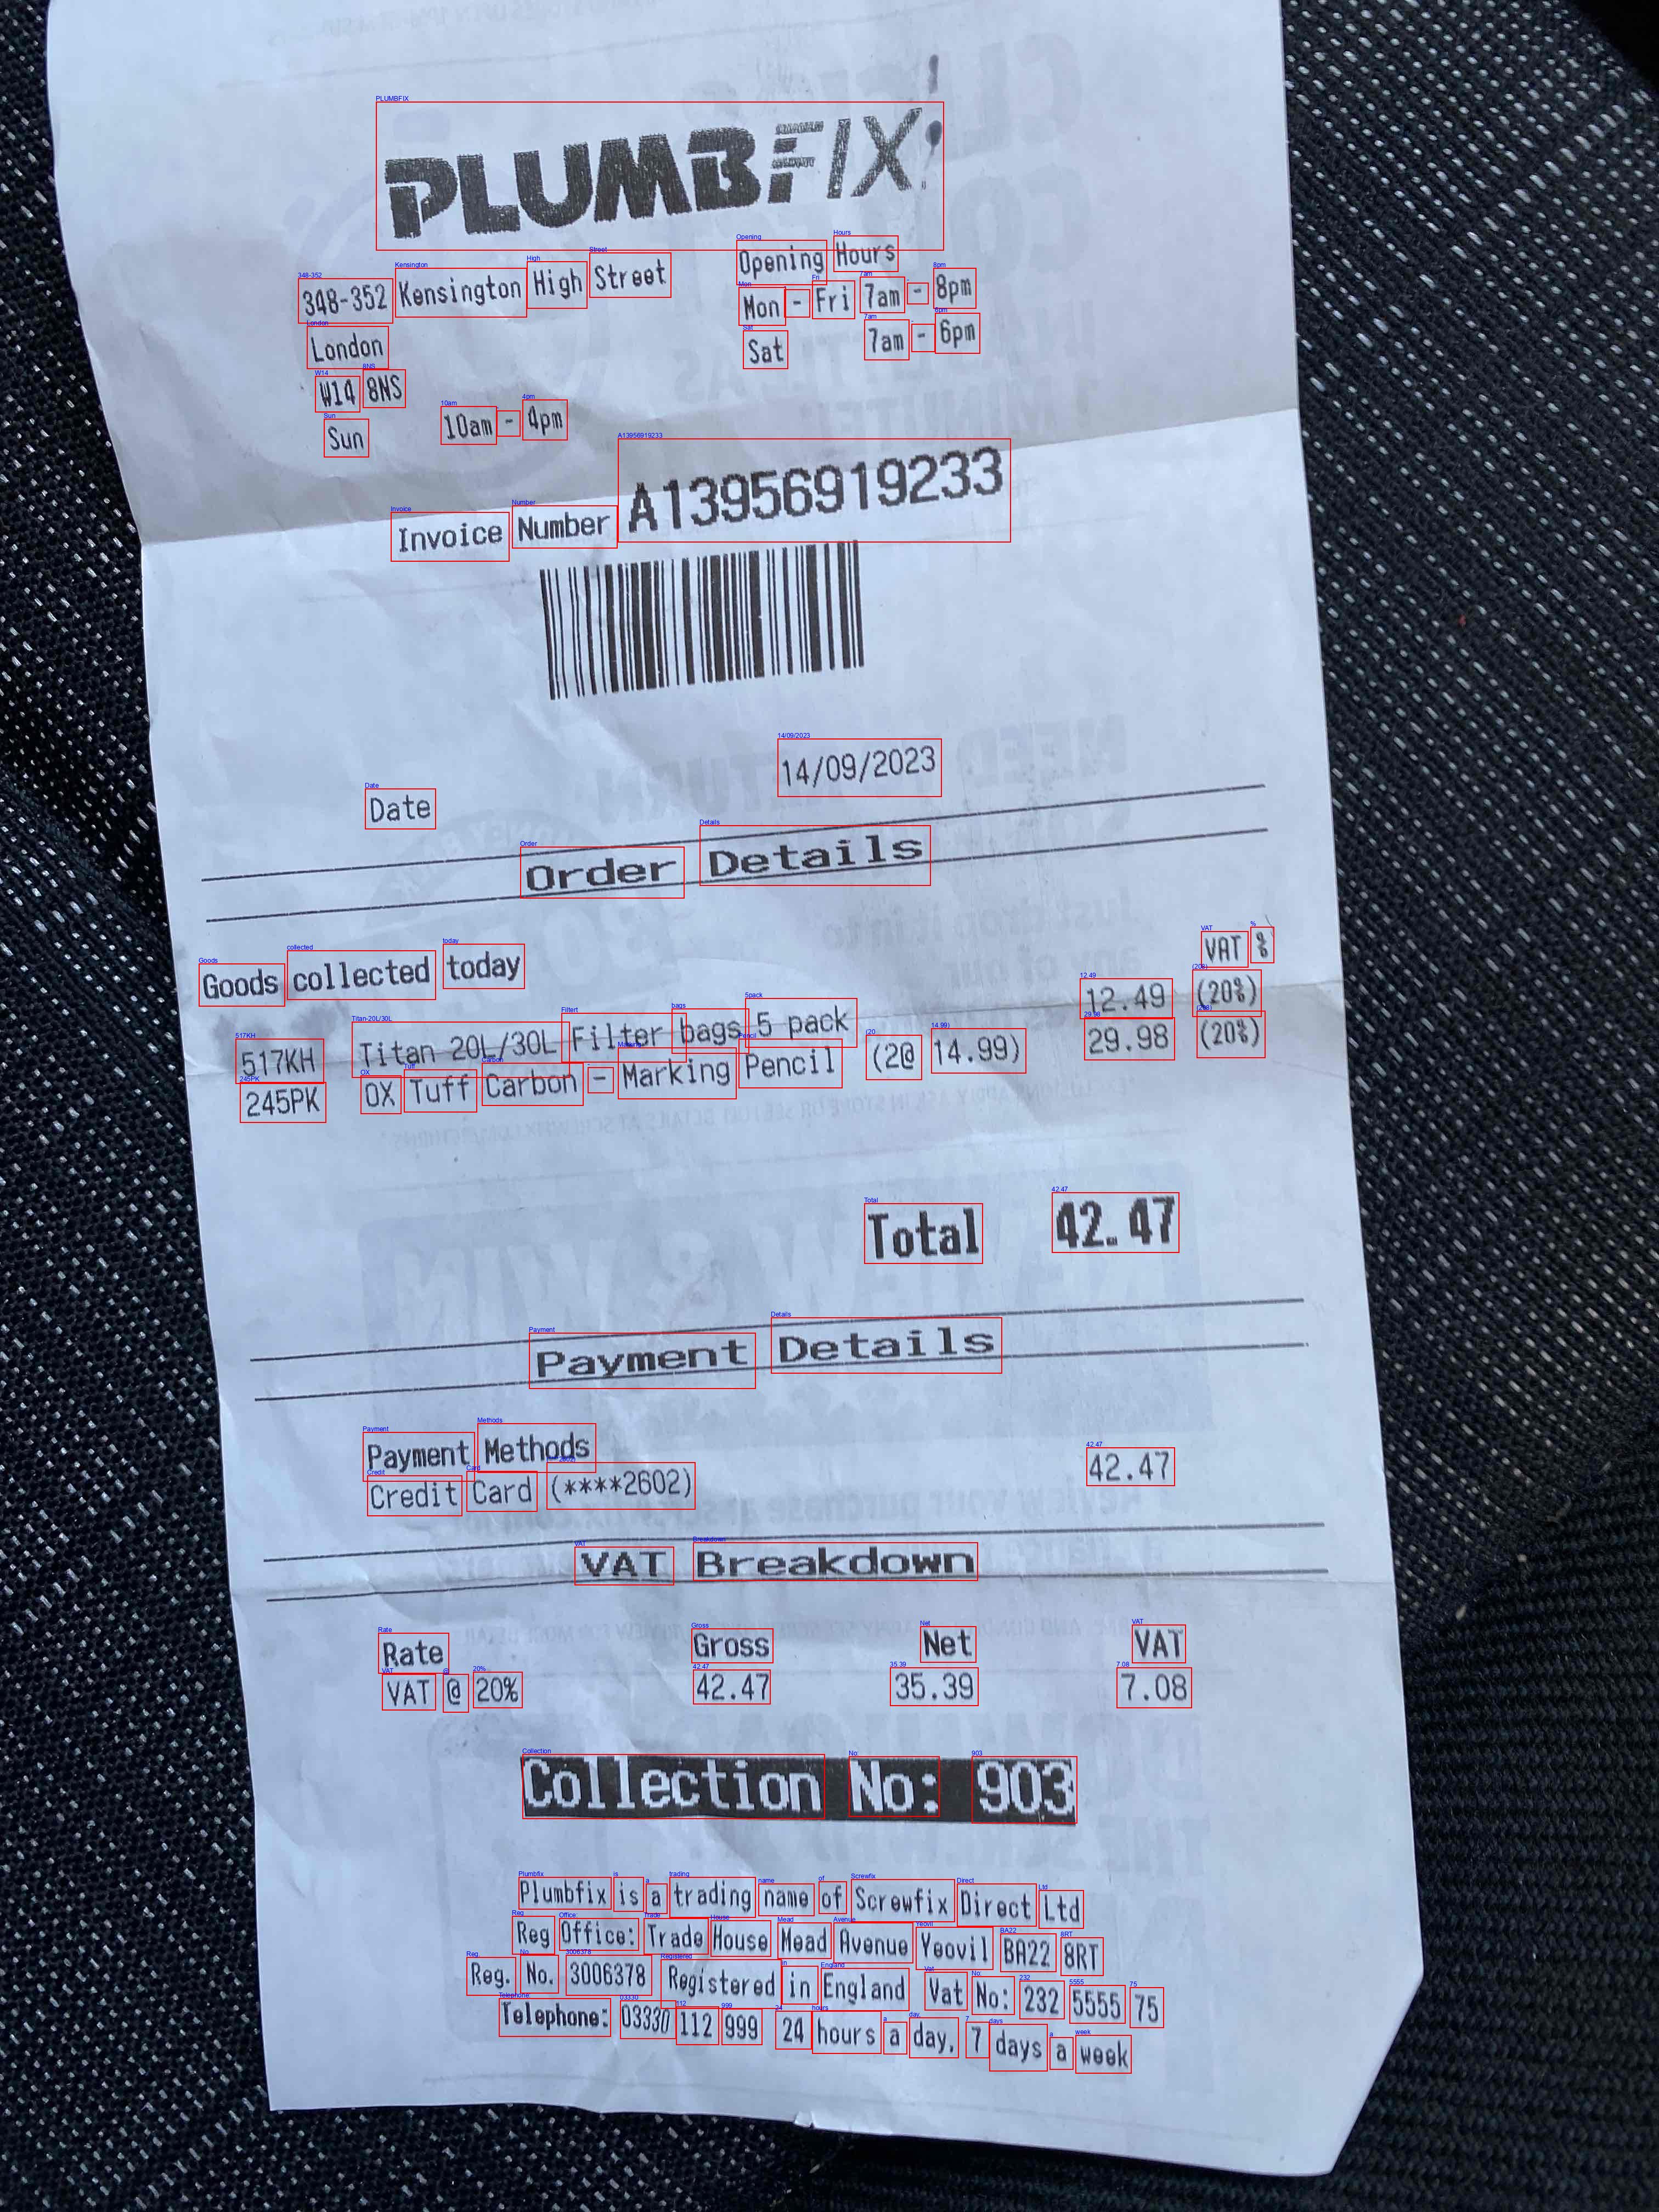 PLUMBFIX
348-352 Kensington High Street
London
W14 8NS
Opening Hours
Mon - Fri 7am - 8pm
Sat 7am - 6pm
Sun 10am - 4pm
Invoice Number A13956919233
Date 14/09/2023
Order Details
Goods collected today VAT %
517KH Titan 20L/30L Filter bags 5 pack 12.49 (20%)
245PK OX Tuff Carbon - Marking Pencil (2@ 14.99) 29.98 (20%)
Total 42.47
Payment Details
Payment Methods
Credit Card (****2602) 42.47
VAT Breakdown
Rate Gross Net VAT
VAT @ 20% 42.47 35.39 7.08
Collection No: 903
Plumbfix is a trading name of Screwfix Direct Ltd
Reg Office: Trade House Mead Avenue Yeovil BA22 8RT
Reg. No. 3006378 Registered in England Vat No: 232 5555 75
Telephone: 03330 112 999 24 hours a day, 7 days a week